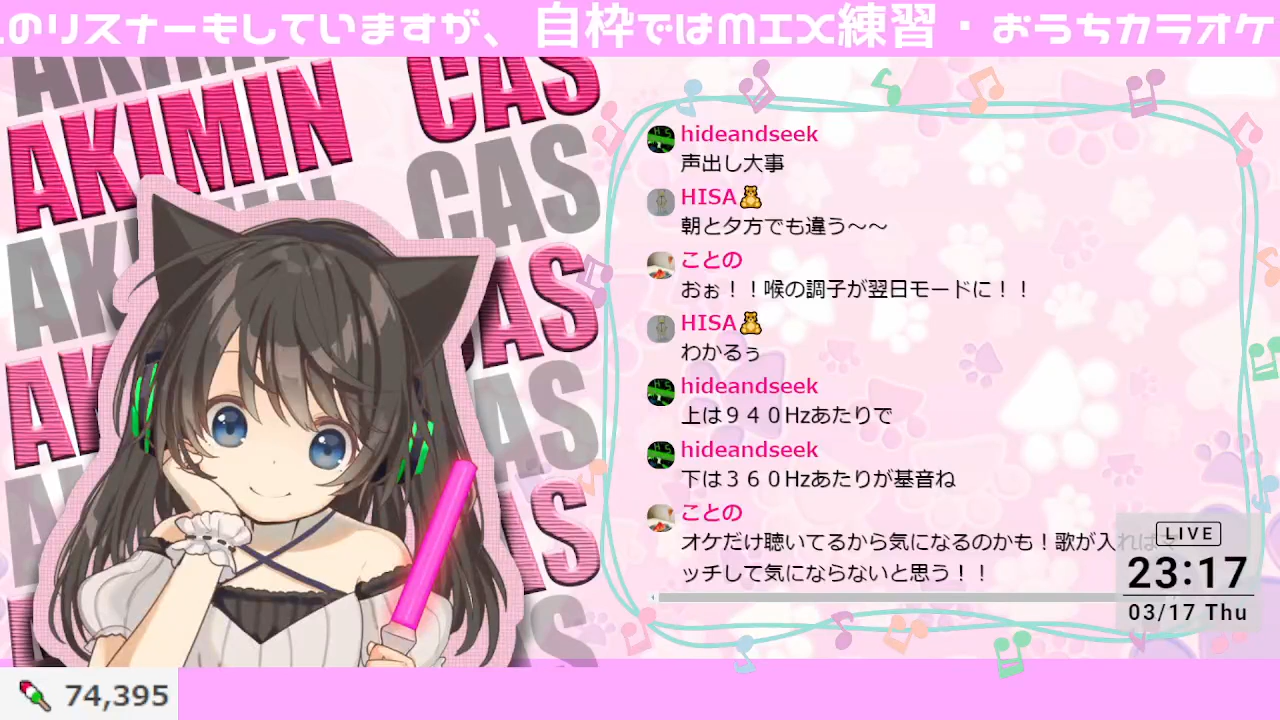 のリスナーもしていますが、 自枠ではMIX練習・おうちカラオケ
AKIMIN CAS
AKIMIN CAS
hideandseek
声出し大事
HISA🧸
朝と夕方でも違う～～
ことの
おぉ！！喉の調子が翌日モードに！！
HISA🧸
わかるぅ
hideandseek
上は９４０Hzあたりで
hideandseek
下は３６０Hzあたりが基音ね
ことの
オケだけ聴いてるから気になるのかも！歌が入れば
ッチして気にならないと思う！！
LIVE
23:17
03/17 Thu
74,395